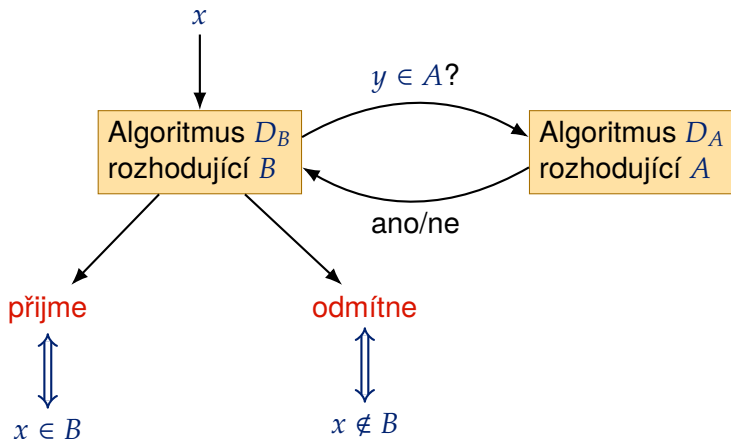 x
y ∈ A?
Algoritmus D_B
rozhodující B
Algoritmus D_A
rozhodující A
ano/ne
přijme
odmítne
x ∈ B
x ∉ B